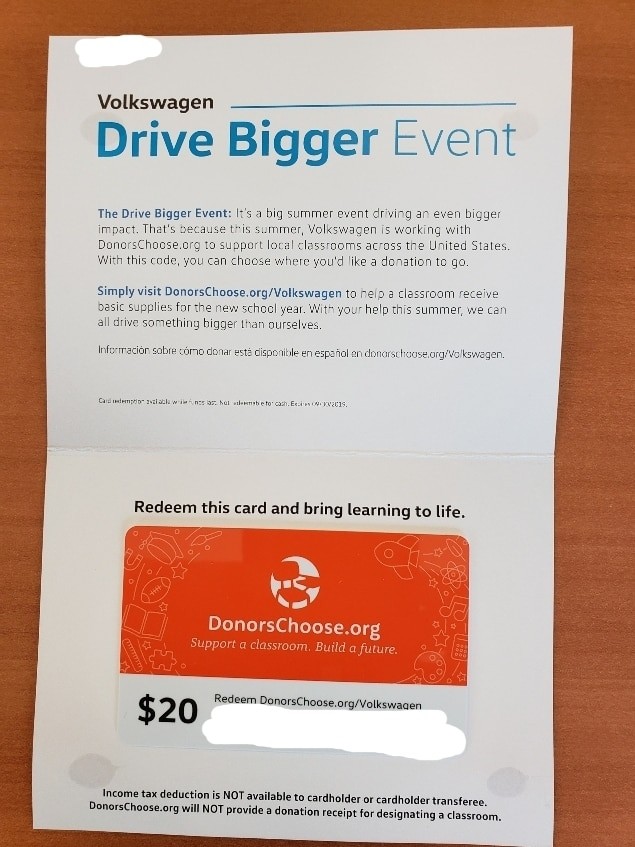 Volkswagen
Drive Bigger Event
The Drive Bigger Event: It's a big summer event driving an even bigger
impact. That's because this summer, Volkswagen is working with
DonorsChoose.org to support local classrooms across the United States.
With this code, you can choose where you'd like a donation to go.
Simply visit DonorsChoose.org/Volkswagen to help a classroom receive
basic supplies for the new school year. With your help this summer, we can
all drive something bigger than ourselves.
Información sobre cómo donar está disponible en español en donorschoose.org/Volkswagen.
Card redemption available while funds last. Not redeemable for cash. Expires 09/30/2019.
Redeem this card and bring learning to life.
DonorsChoose.org
Support a classroom. Build a future.
$20
Redeem DonorsChoose.org/Volkswagen
Income tax deduction is NOT available to cardholder or cardholder transferee.
DonorsChoose.org will NOT provide a donation receipt for designating a classroom.